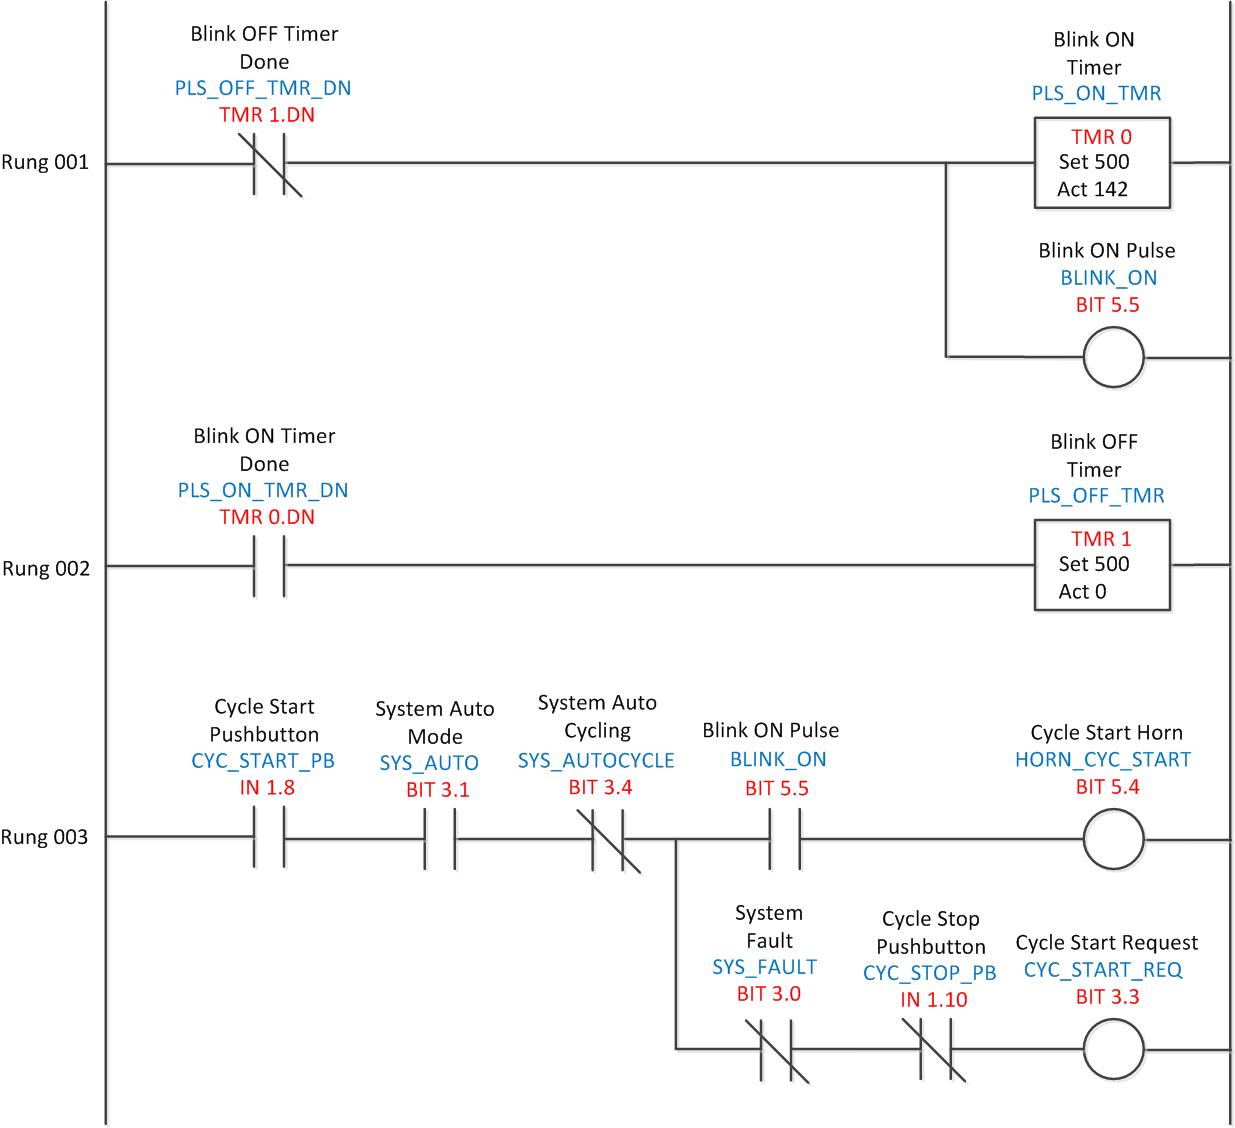 Blink OFF Timer
Done
PLS_OFF_TMR_DN
TMR 1.DN
Blink ON
Timer
PLS_ON_TMR
Rung 001
TMR 0
Set 500
Act 142
Blink ON Pulse
BLINK_ON
BIT 5.5
Blink ON Timer
Done
PLS_ON_TMR_DN
TMR 0.DN
Blink OFF
Timer
PLS_OFF_TMR
Rung 002
TMR 1
Set 500
Act 0
Cycle Start
Pushbutton
CYC_START_PB
IN 1.8
System Auto
Mode
SYS_AUTO
BIT 3.1
System Auto
Cycling
SYS_AUTOCYCLE
BIT 3.4
Blink ON Pulse
BLINK_ON
BIT 5.5
Cycle Start Horn
HORN_CYC_START
BIT 5.4
Rung 003
System
Fault
SYS_FAULT
BIT 3.0
Cycle Stop
Pushbutton
CYC_STOP_PB
IN 1.10
Cycle Start Request
CYC_START_REQ
BIT 3.3